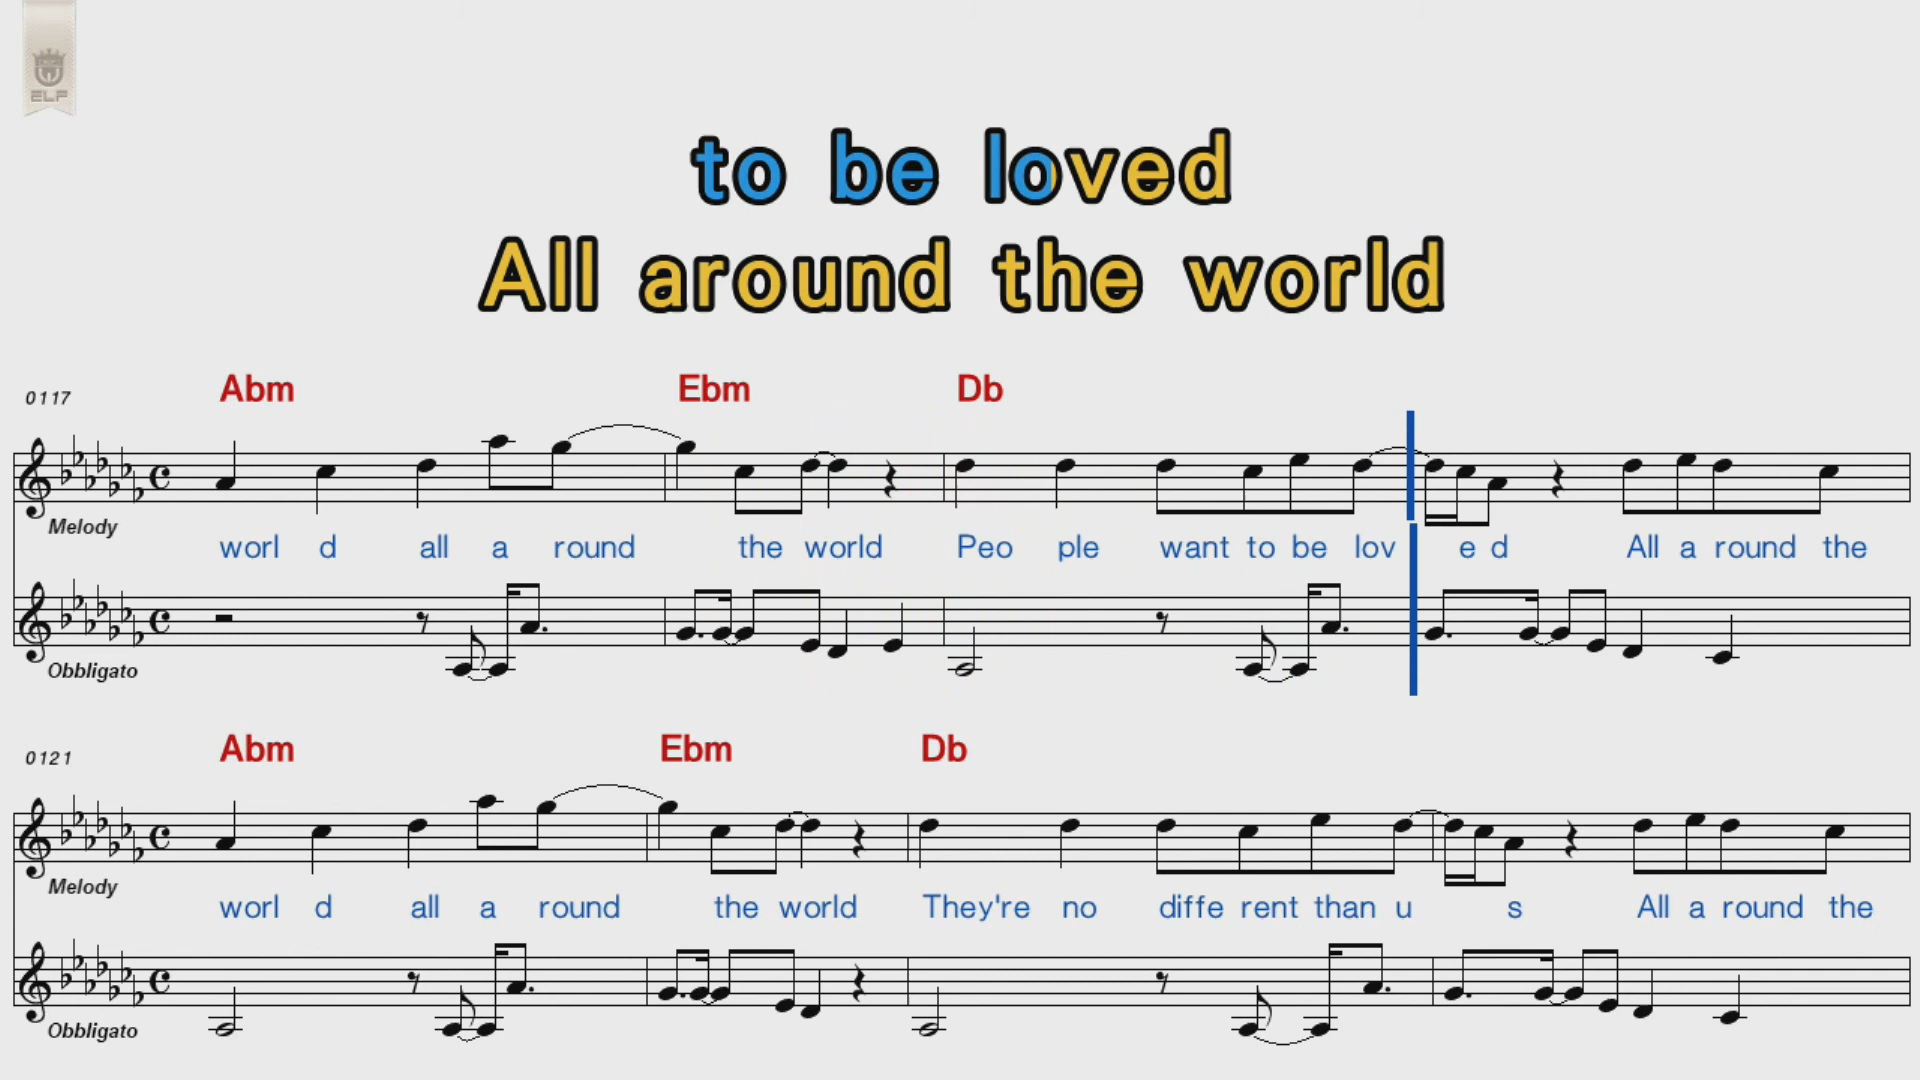 ELF
to be loved
All around the world
0117 Abm Ebm Db
Melody
worl d all a round the world Peo ple want to be lov e d All a round the
Obbligato
0121 Abm Ebm Db
Melody
worl d all a round the world They're no diffe rent than u s All a round the
Obbligato